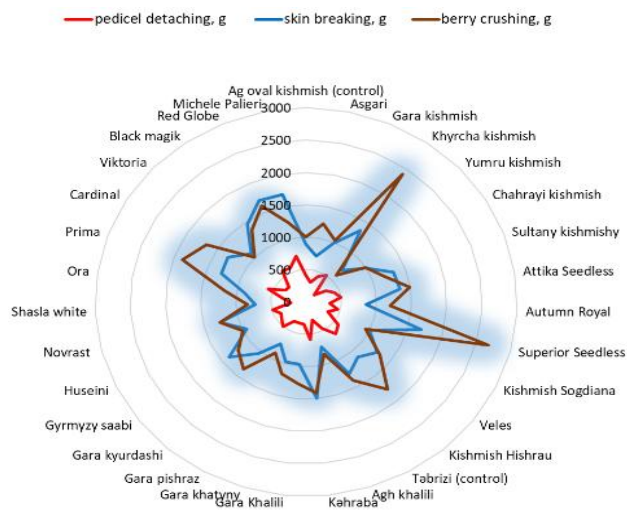 pedicel detaching, g skin breaking, g berry crushing, g
Ag oval kishmish (control)
Asgari
Gara kishmish
Khyrcha kishmish
Yumru kishmish
Chahrayi kishmish
Sultany kishmishy
Attika Seedless
Autumn Royal
Superior Seedless
Kishmish Sogdiana
Veles
Kishmish Hishrau
Tabrizi (control)
Agh khalili
Kəhrəba
Gara Khalili
Gara khatyny
Gara pishraz
Gara kyurdashi
Gyrmyzy saabi
Huseini
Novrast
Shasla white
Ora
Prima
Cardinal
Viktoria
Black magik
Red Globe
Michele Palieri
3000
2500
2000
1500
1000
500
0